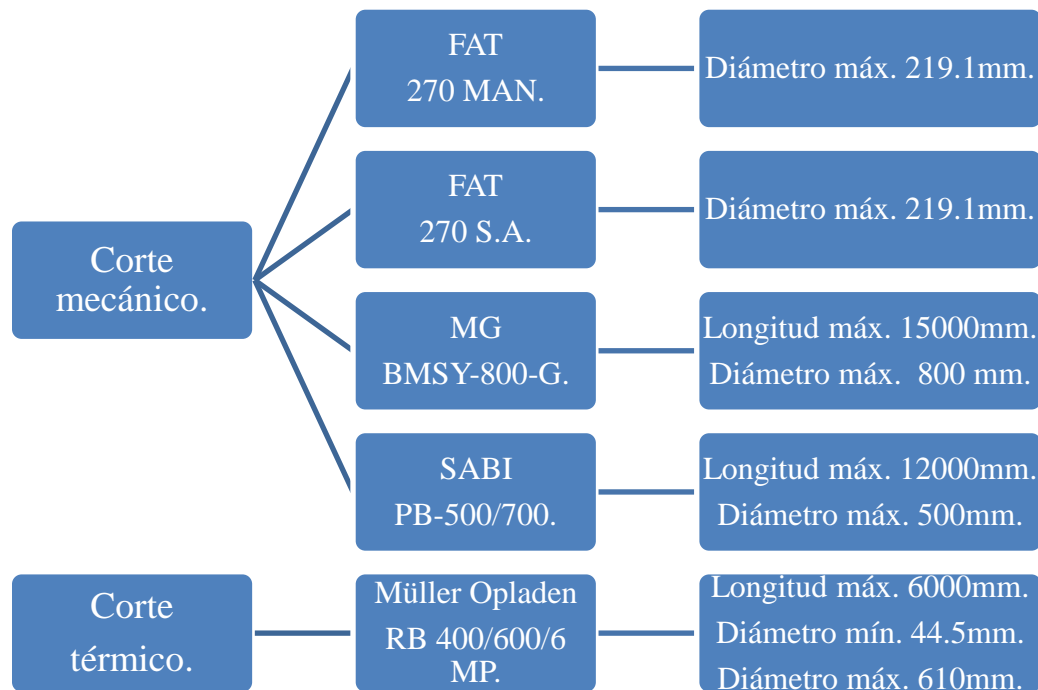 Corte
mecánico.
FAT
270 MAN.
Diámetro máx. 219.1mm.
FAT
270 S.A.
Diámetro máx. 219.1mm.
MG
BMSY-800-G.
Longitud máx. 15000mm.
Diámetro máx. 800 mm.
SABI
PB-500/700.
Longitud máx. 12000mm.
Diámetro máx. 500mm.
Corte
térmico.
Müller Opladen
RB 400/600/6
MP.
Longitud máx. 6000mm.
Diámetro mín. 44.5mm.
Diámetro máx. 610mm.